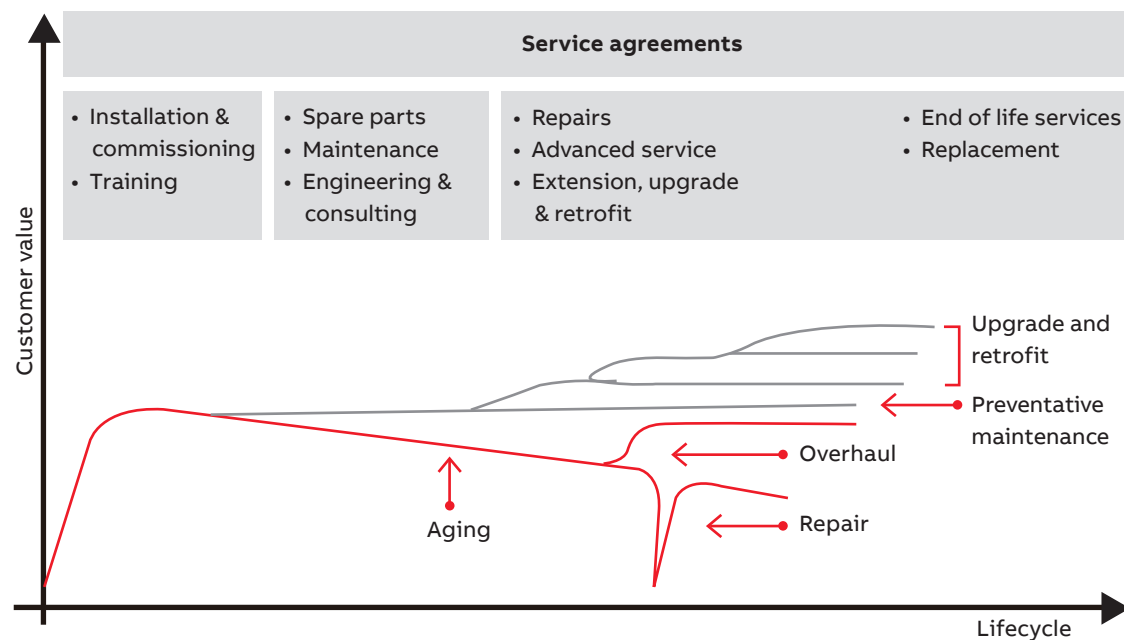 Service agreements
• Installation &
commissioning
• Training
• Spare parts
• Maintenance
• Engineering &
consulting
• Repairs
• Advanced service
• Extension, upgrade
& retrofit
• End of life services
• Replacement
Customer value
Upgrade and
retrofit
Preventative
maintenance
Overhaul
Aging
Repair
Lifecycle